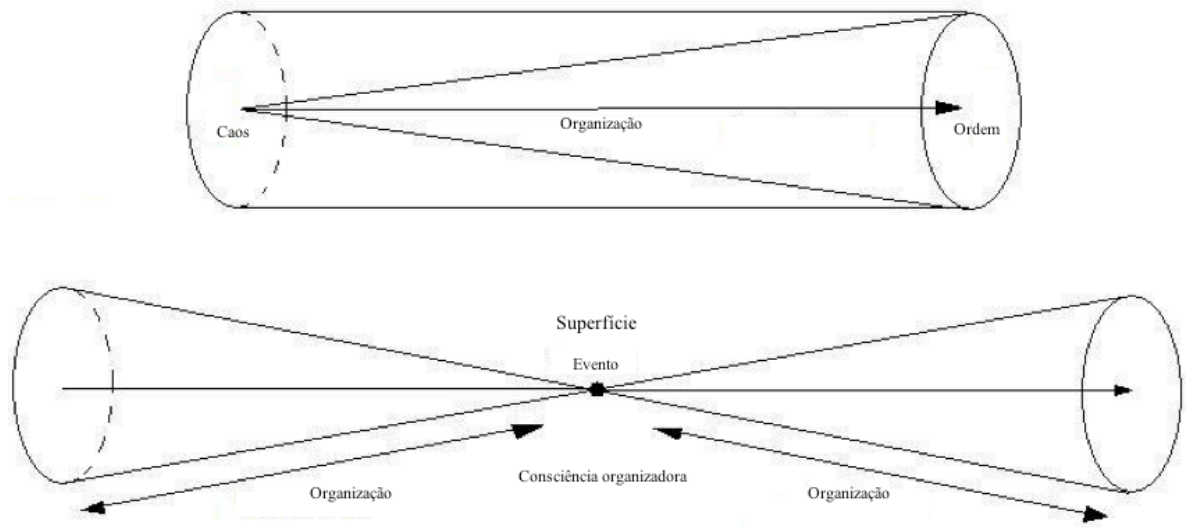 Caos
Organização
Ordem
Superfície
Evento
Consciência organizadora
Organização
Organização